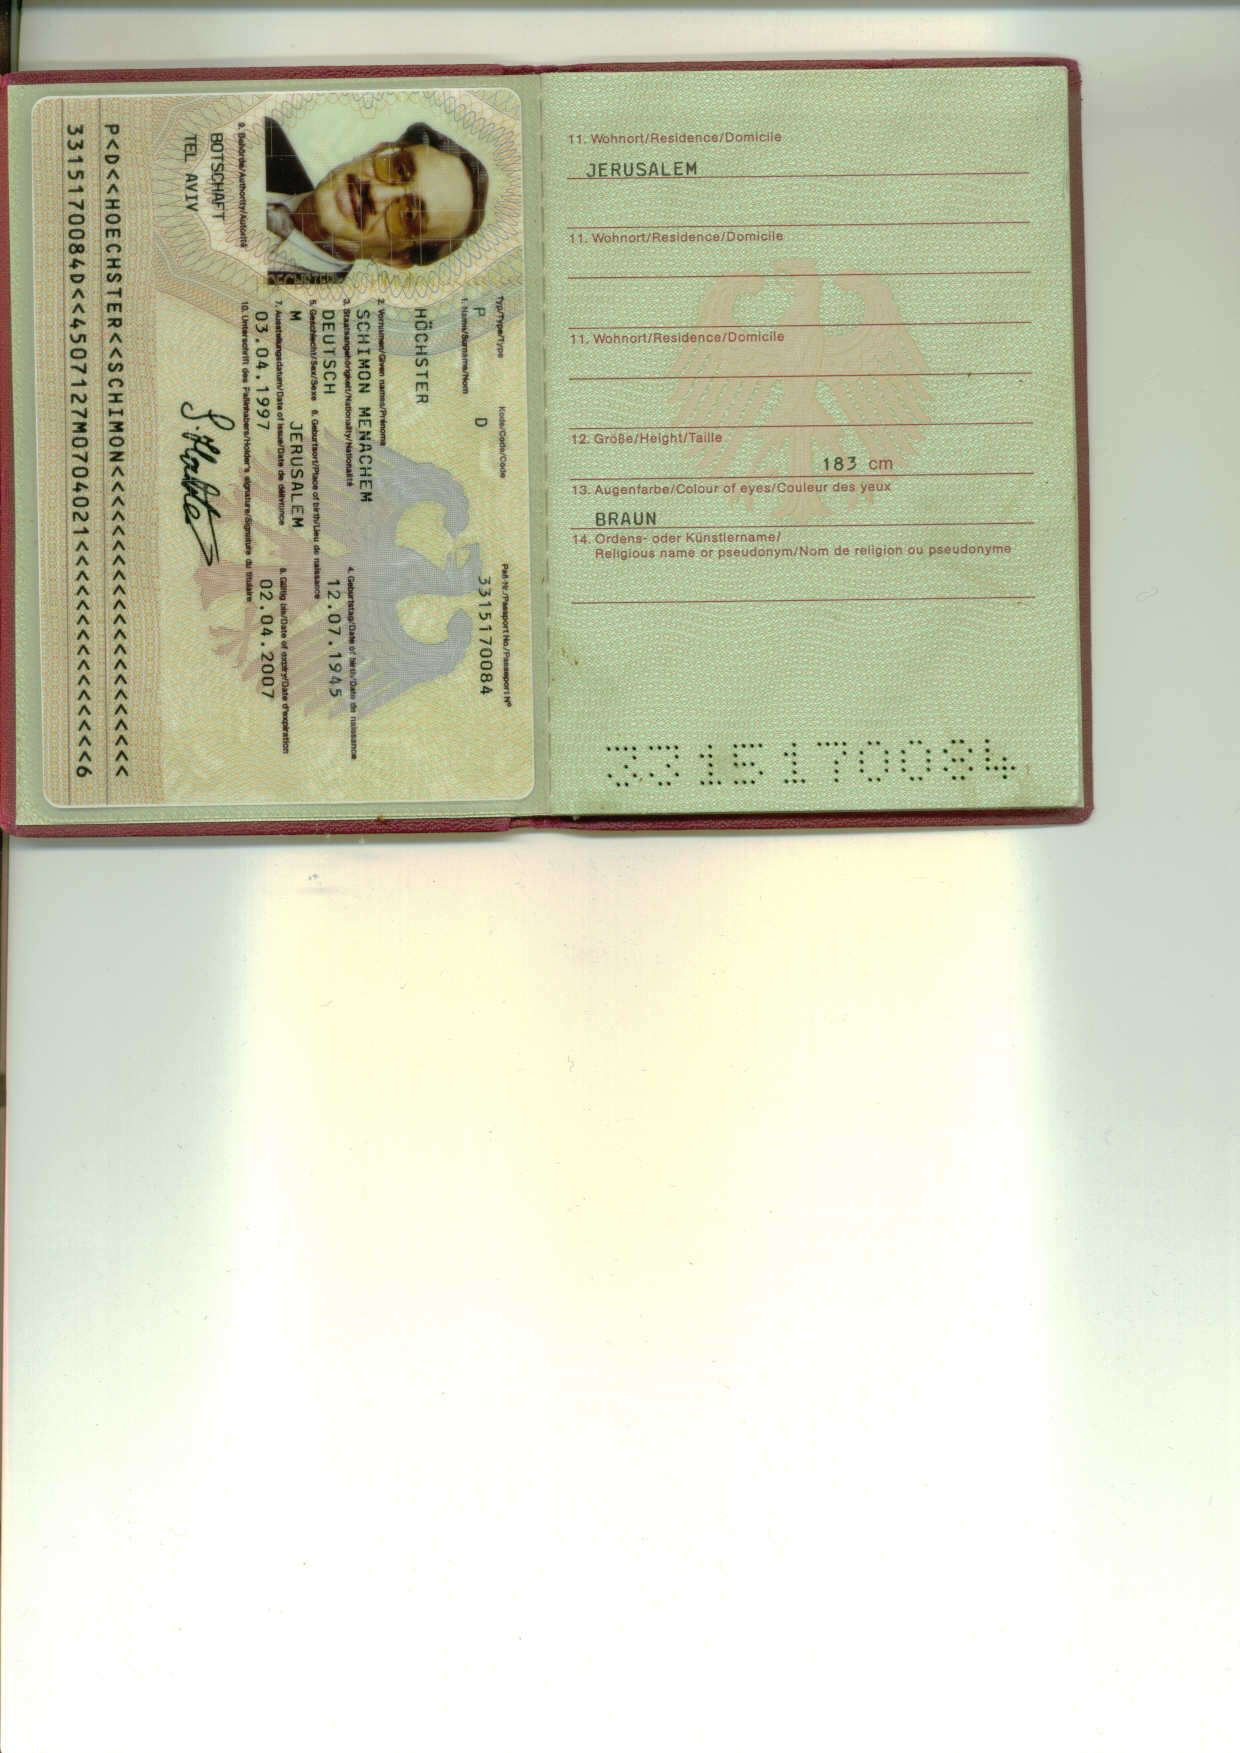 Typ/Type/Type
Kode/Code/Code
Paß-Nr./Passport No./Passeport Nº
P
D
3315170084
1. Name/Surname/Nom
HÖCHSTER
2. Vornamen/Given names/Prénoms
SCHIMON MENACHEM
3. Staatsangehörigkeit/Nationality/Nationalité
4. Geburtstag/Date of birth/Date de naissance
DEUTSCH
12.07.1945
5. Geschlecht/Sex/Sexe
6. Geburtsort/Place of birth/Lieu de naissance
M
JERUSALEM
7. Ausstellungsdatum/Date of issue/Date de délivrance
8. Gültig bis/Date of expiry/Date d'expiration
03.04.1997
02.04.2007
9. Behörde/Authority/Autorité
10. Unterschrift des Paßinhabers/Holder's signature/Signature du titulaire
BOTSCHAFT
TEL AVIV
P<D<<HOECHSTER<<SCHIMON<<<<<<<<<<<<<<<<<<<<<
3315170084D<<4507127M0704021<<<<<<<<<<<<<<<6
11. Wohnort/Residence/Domicile
JERUSALEM
11. Wohnort/Residence/Domicile
11. Wohnort/Residence/Domicile
12. Größe/Height/Taille
183 cm
13. Augenfarbe/Colour of eyes/Couleur des yeux
BRAUN
14. Ordens- oder Künstlername/
Religious name or pseudonym/Nom de religion ou pseudonyme
3315170084
1